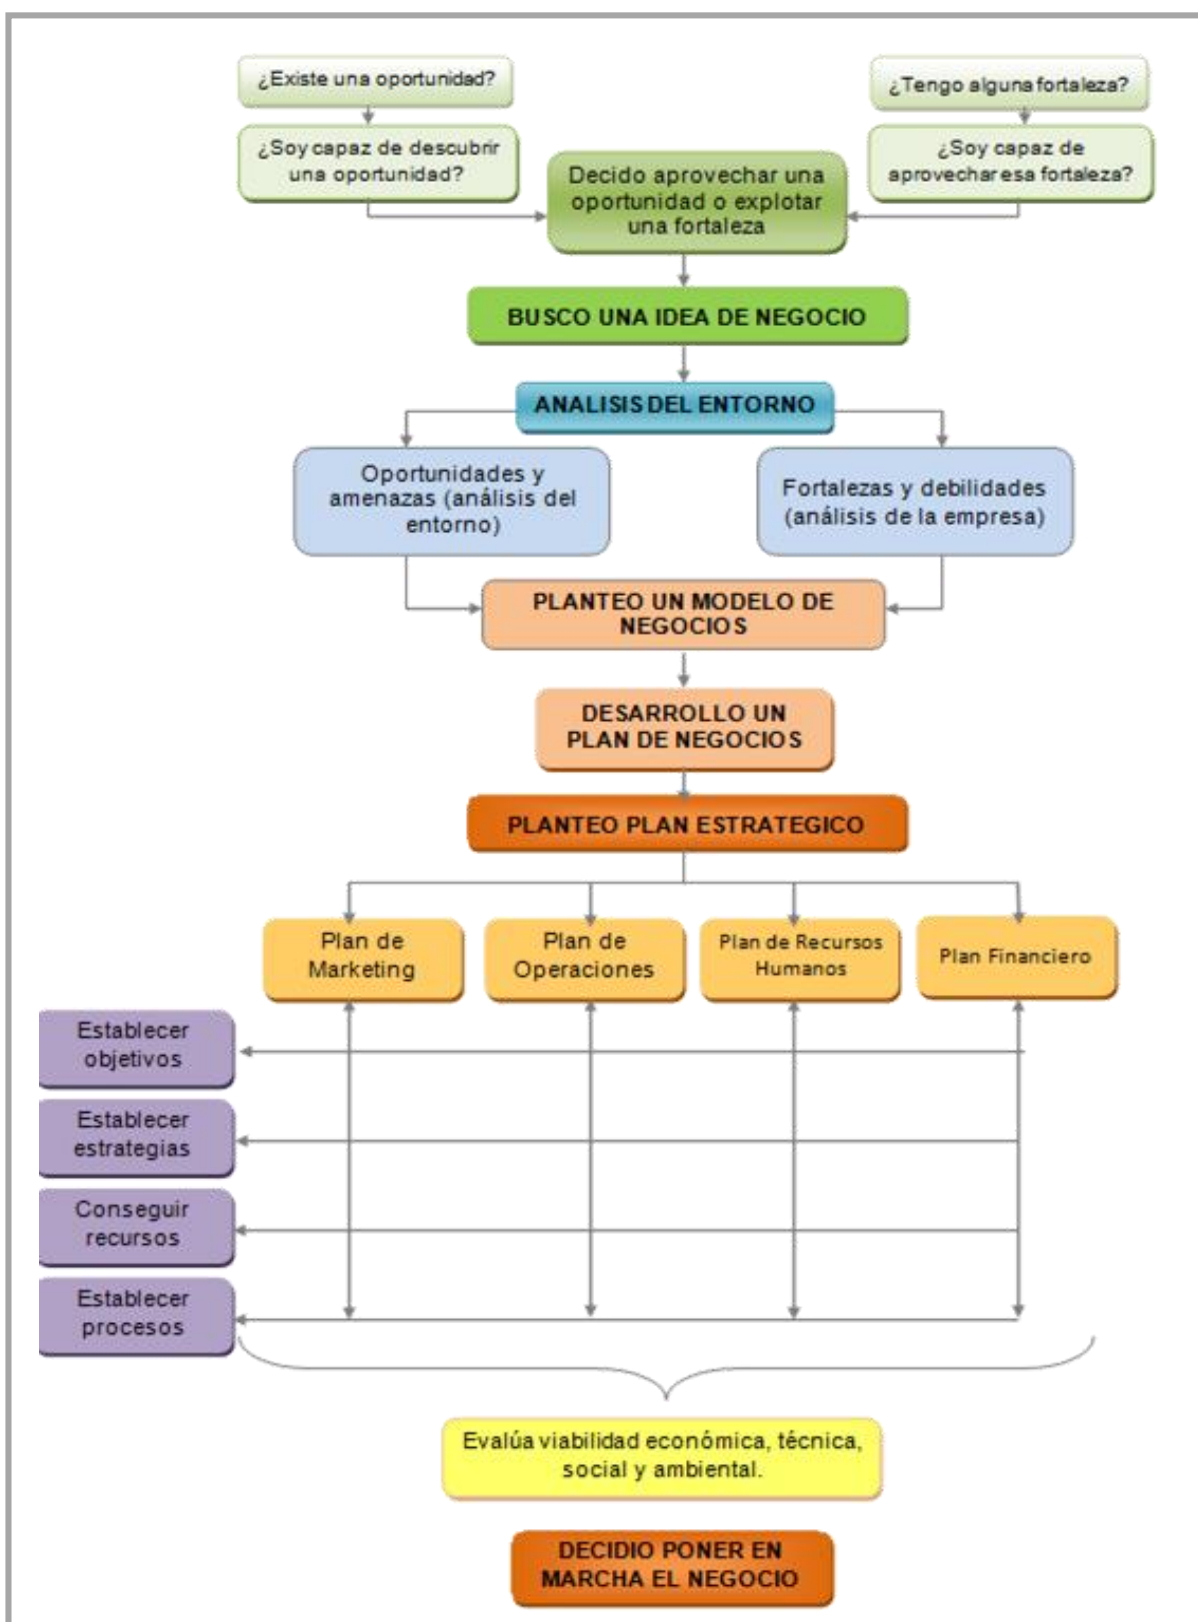 ¿Existe una oportunidad?
¿Tengo alguna fortaleza?
¿Soy capaz de descubrir
una oportunidad?
¿Soy capaz de
aprovechar esa fortaleza?
Decido aprovechar una
oportunidad o explotar
una fortaleza
BUSCO UNA IDEA DE NEGOCIO
ANALISIS DEL ENTORNO
Oportunidades y
amenazas (análisis del
entorno)
Fortalezas y debilidades
(análisis de la empresa)
PLANTEO UN MODELO DE
NEGOCIOS
DESARROLLO UN
PLAN DE NEGOCIOS
PLANTEO PLAN ESTRATEGICO
Plan de
Marketing
Plan de
Operaciones
Plan de Recursos
Humanos
Plan Financiero
Establecer
objetivos
Establecer
estrategias
Conseguir
recursos
Establecer
procesos
Evalúa viabilidad económica, técnica,
social y ambiental.
DECIDIO PONER EN
MARCHA EL NEGOCIO